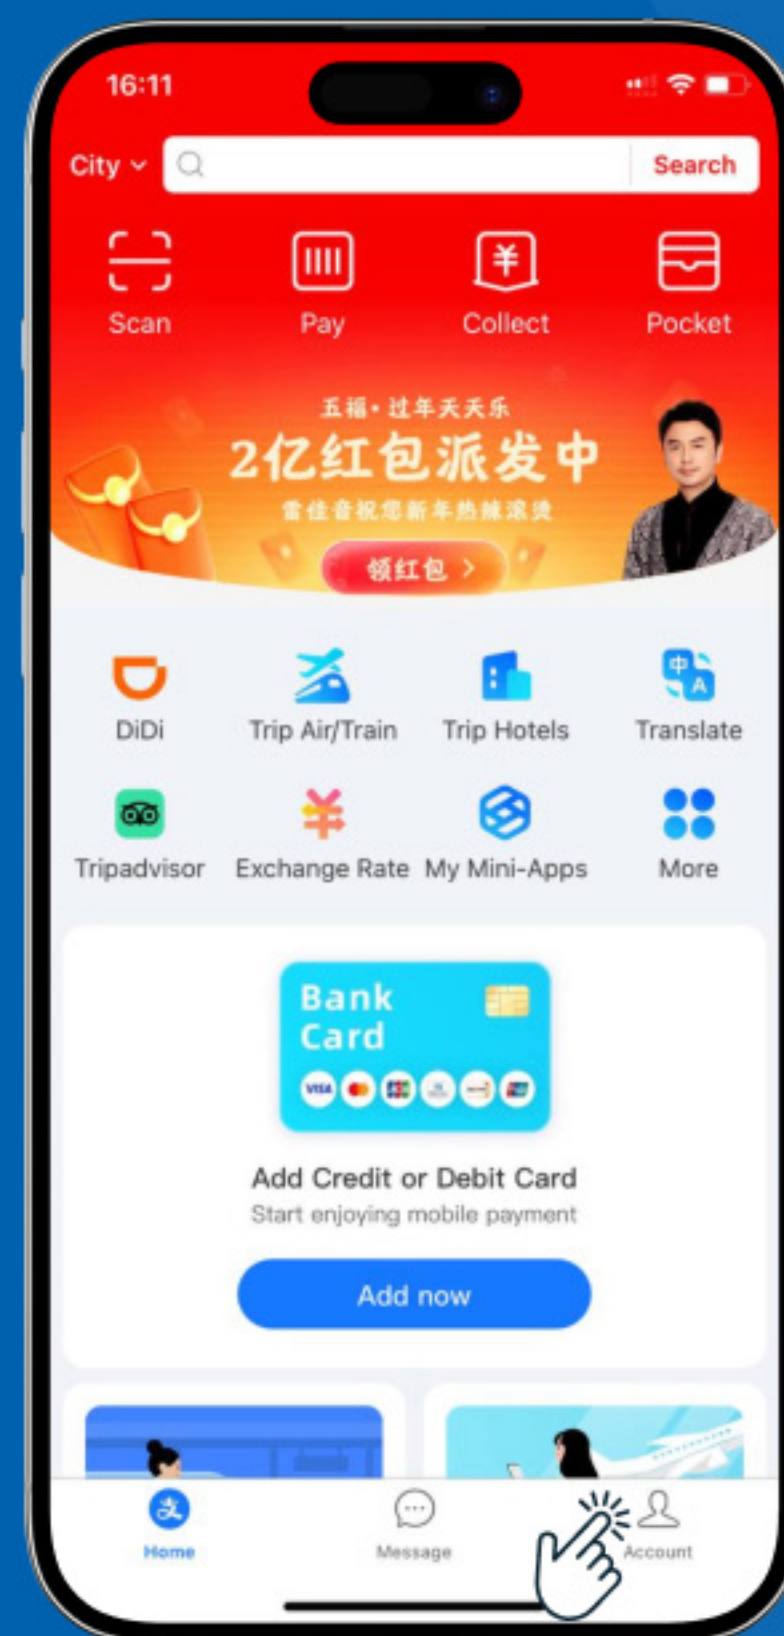 16:11
City
Search
Scan
Pay
Collect
Pocket
五福·过年天天乐
2亿红包派发中
雷佳音祝您新年热辣滚烫
领红包 >
DiDi
Trip Air/Train
Trip Hotels
Translate
中
A
Tripadvisor
Exchange Rate
My Mini-Apps
More
Bank
Card
VISA
Add Credit or Debit Card
Start enjoying mobile payment
Add now
支
Home
Message
Account